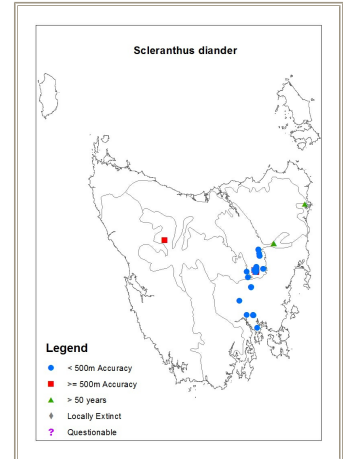 Scleranthus diander
Legend
< 500m Accuracy
>= 500m Accuracy
> 50 years
Locally Extinct
? Questionable